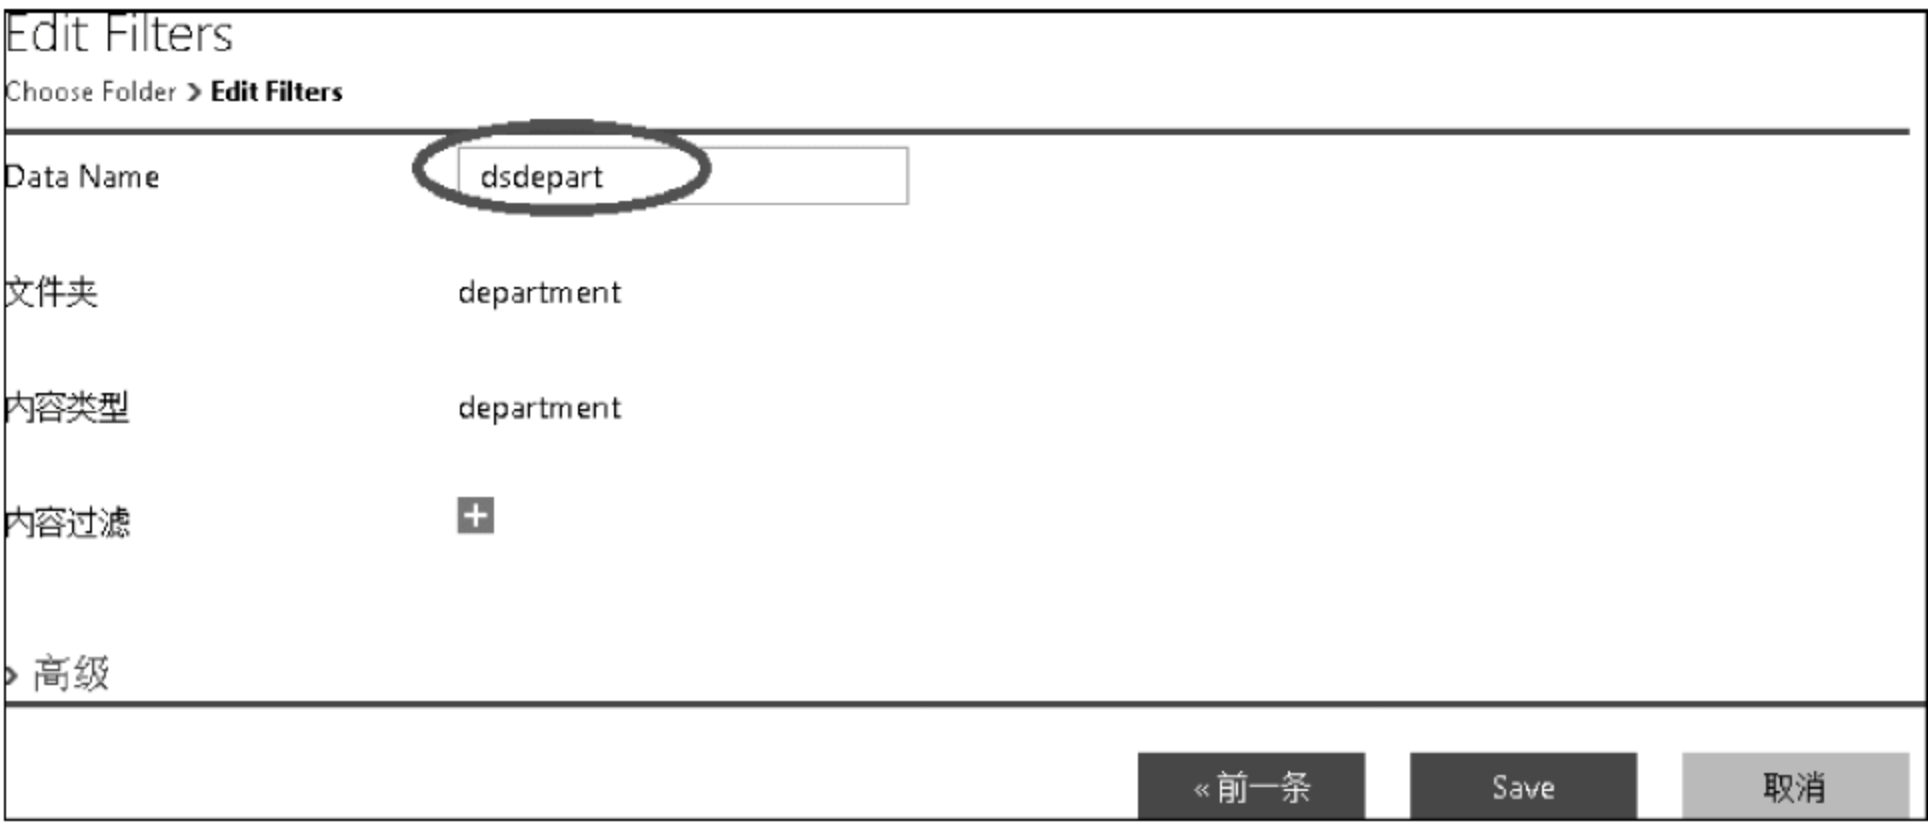 Edit Filters
Choose Folder > Edit Filters
Data Name dsdepart
文件夹 department
内容类型 department
内容过滤 +
> 高级
« 前一条 Save 取消